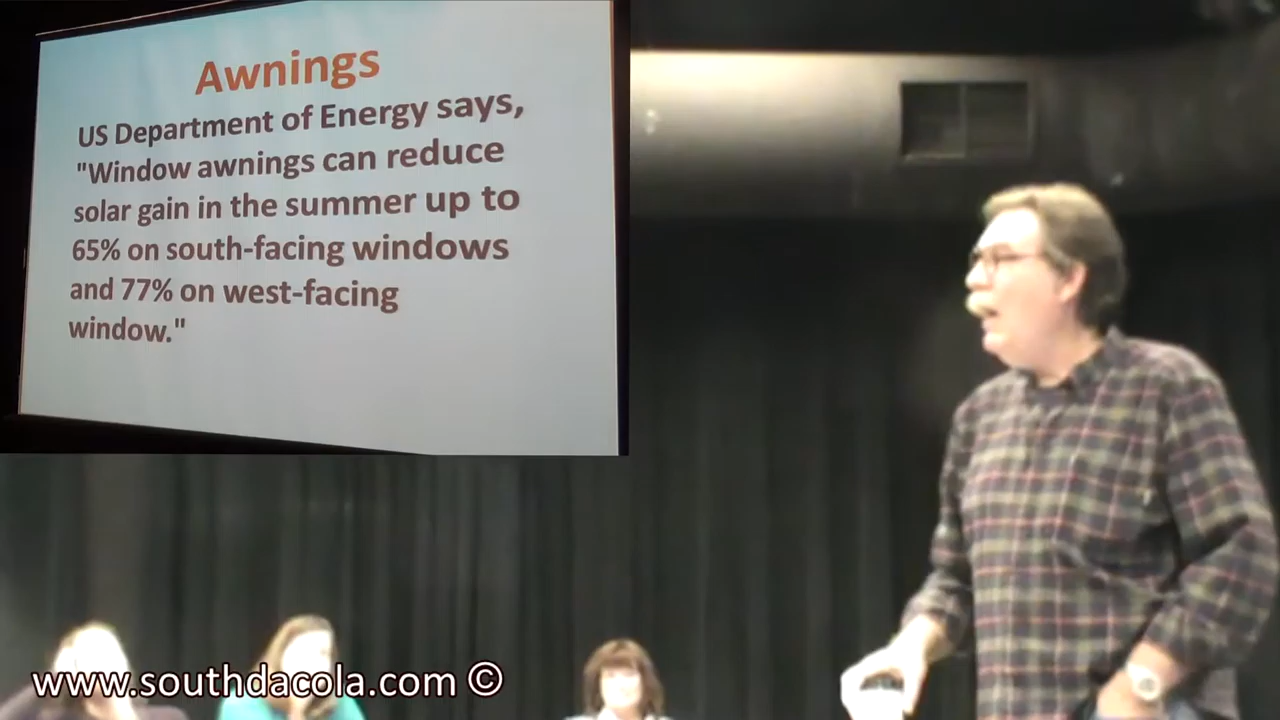 Awnings
US Department of Energy says,
"Window awnings can reduce
solar gain in the summer up to
65% on south-facing windows
and 77% on west-facing
window."
www.southdacola.com ©